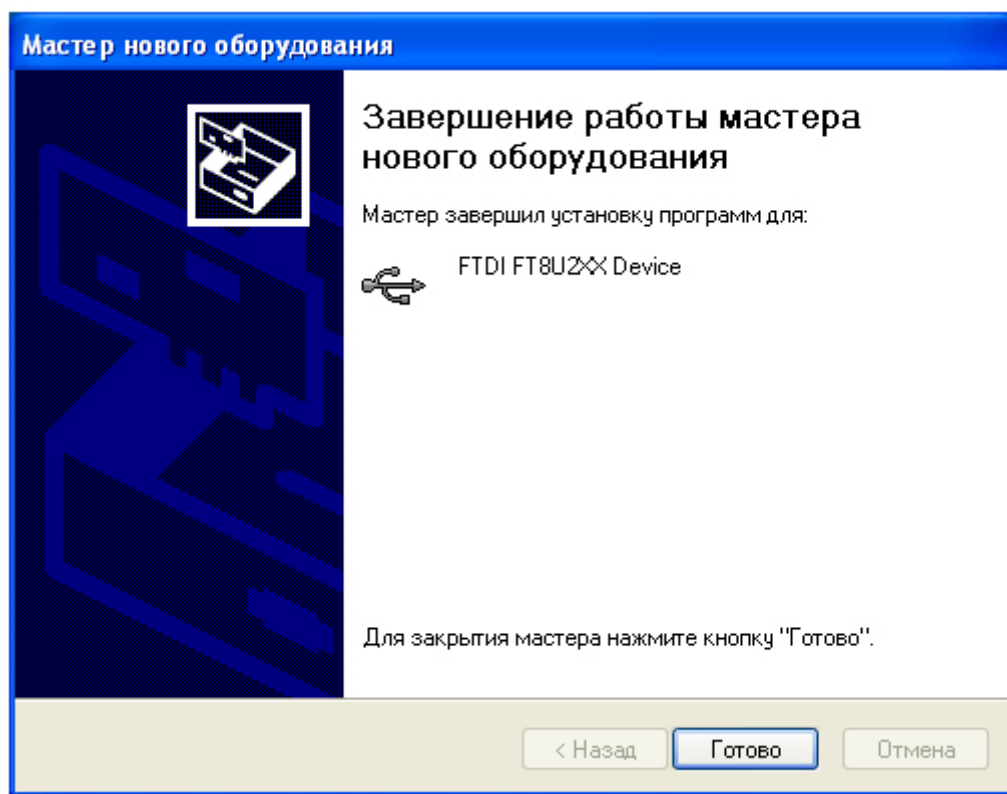 Мастер нового оборудования
Завершение работы мастера
нового оборудования
Мастер завершил установку программ для:
FTDI FT8U2XX Device
Для закрытия мастера нажмите кнопку "Готово".
< Назад
Готово
Отмена